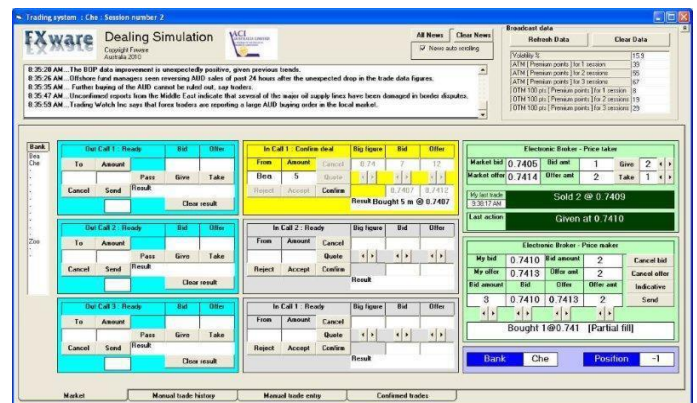 Trading system : Che : Session number 2
FXware
Dealing Simulation
Copyright Fxware
Australia 2010
ACI
All News
Clear News
News auto scrolling
Broadcast data
Refresh Data
Clear Data
Volatility % 15.9
ATM [ Premium points ] for 1 session 39
ATM [ Premium points ] for 2 sessions 55
ATM [ Premium points ] for 3 sessions 67
OTM 100 pts [ Premium points ] for 1 session 8
OTM 100 pts [ Premium points ] for 2 sessions 19
OTM 100 pts [ Premium points ] for 3 sessions 29
8:35:20 AM... The BOP data improvement is unexpectedly positive, given previous trends.
8:35:26 AM... Offshore fund managers seen reversing AUD sales of past 24 hours after the unexpected drop in the trade data figures.
8:35:35 AM... Further buying of the AUD cannot be ruled out, say traders.
8:35:47 AM... Unconfirmed reports from the Middle East indicate that several of the major oil supply lines have been damaged in border disputes.
8:35:59 AM... Trading Watch Inc says that forex traders are reporting a large AUD buying order in the local market.
Bank
Bea
Che
Zoe
Out Call 1 : Ready Bid Offer
To Amount
Pass Give Take
Cancel Send Result
Clear result
In Call 1 : Confirm deal Big figure Bid Offer
From Amount Cancel 0.74 7 12
Bea 5 Quote
Reject Accept Confirm 0.7407 0.7412
Result Bought 5 m @ 0.7407
Electronic Broker - Price taker
Market bid 0.7405 Bid amt 1 Give 2
Market offer 0.7414 Offer amt 2 Take 1
My last trade
9:38:17 AM
Sold 2 @ 0.7409
Last action Given at 0.7410
Out Call 2 : Ready Bid Offer
To Amount
Pass Give Take
Cancel Send Result
Clear result
In Call 2 : Ready Big figure Bid Offer
From Amount Cancel
Quote
Reject Accept Confirm
Result
Electronic Broker - Price maker
My bid 0.7410 Bid amount 2 Cancel bid
My offer 0.7413 Offer amt 2 Cancel offer
Bid amount Bid Offer Offer amt Indicative
3 0.7410 0.7413 2 Send
Bought 1@0.741 [Partial fill]
Out Call 3 : Ready Bid Offer
To Amount
Pass Give Take
Cancel Send Result
Clear result
In Call 3 : Ready Big figure Bid Offer
From Amount Cancel
Quote
Reject Accept Confirm
Result
Bank Che Position -1
Market
Manual trade history
Manual trade entry
Confirmed trades